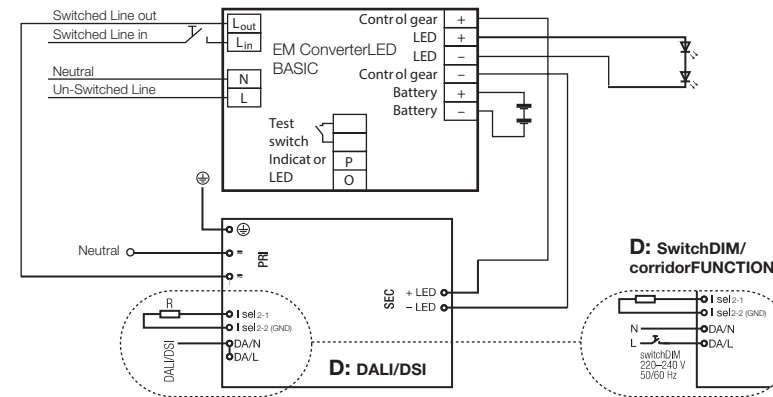 Switched Line out
Switched Line in
Neutral
Un-Switched Line
Lout
Lin
N
L
EM ConverterLED
BASIC
Control gear +
LED +
LED –
Control gear –
Battery +
Battery –
Test
switch
Indicat or
LED
P
O
Neutral
=
=
PRI
SEC
+ LED
– LED
R
I sel 2-1
I sel 2-2 (GND)
DA/N
DA/L
DALI/DSI
D: DALI/DSI
D: SwitchDIM/
corridorFUNCTION
I sel 2-1
I sel 2-2 (GND)
N
DA/N
L
DA/L
switchDIM
220–240 V
50/60 Hz